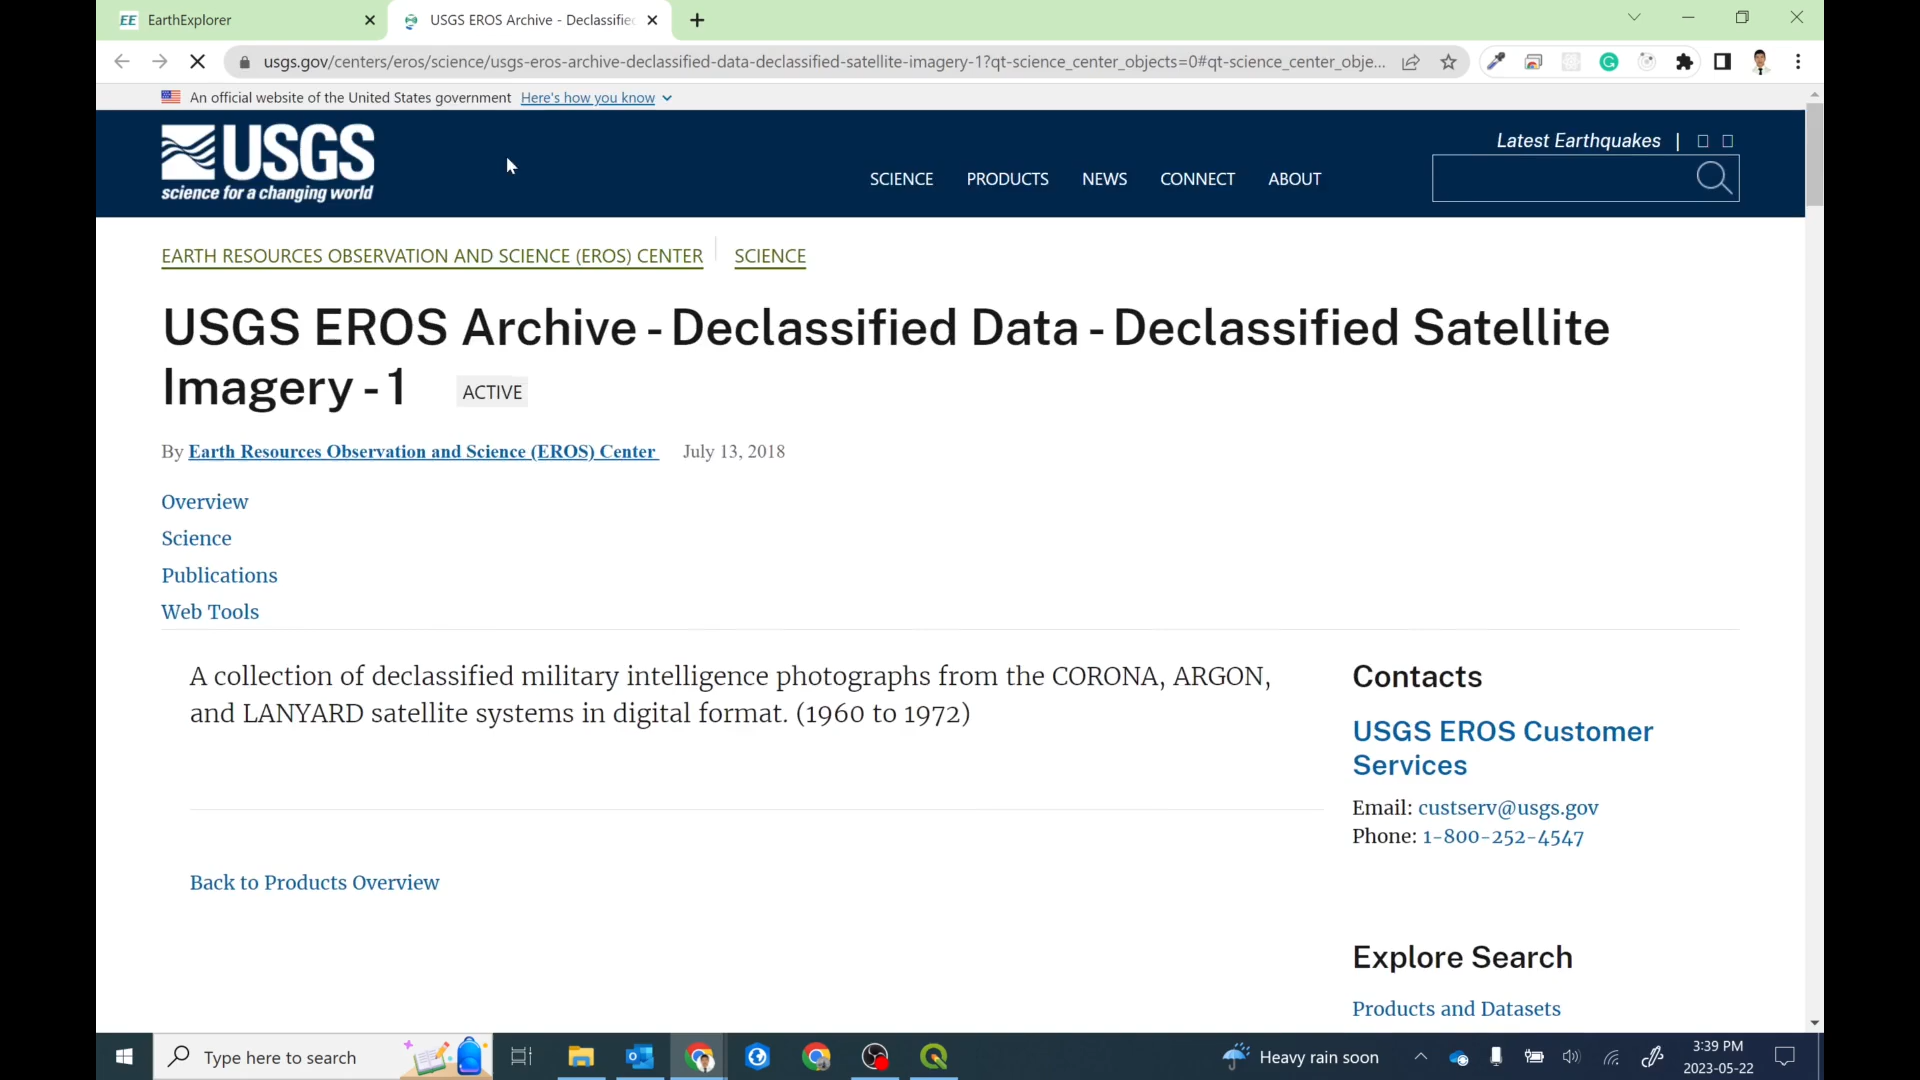 EE EarthExplorer
USGS EROS Archive - Declassifie
usgs.gov/centers/eros/science/usgs-eros-archive-declassified-data-declassified-satellite-imagery-1?qt-science_center_objects=0#qt-science_center_obje...
An official website of the United States government Here's how you know
USGS
science for a changing world
Latest Earthquakes |
SCIENCE PRODUCTS NEWS CONNECT ABOUT
EARTH RESOURCES OBSERVATION AND SCIENCE (EROS) CENTER SCIENCE
USGS EROS Archive - Declassified Data - Declassified Satellite
Imagery - 1 ACTIVE
By Earth Resources Observation and Science (EROS) Center July 13, 2018
Overview
Science
Publications
Web Tools
A collection of declassified military intelligence photographs from the CORONA, ARGON,
and LANYARD satellite systems in digital format. (1960 to 1972)
Back to Products Overview
Contacts
USGS EROS Customer
Services
Email: custserv@usgs.gov
Phone: 1-800-252-4547
Explore Search
Products and Datasets
Type here to search
Heavy rain soon
3:39 PM
2023-05-22